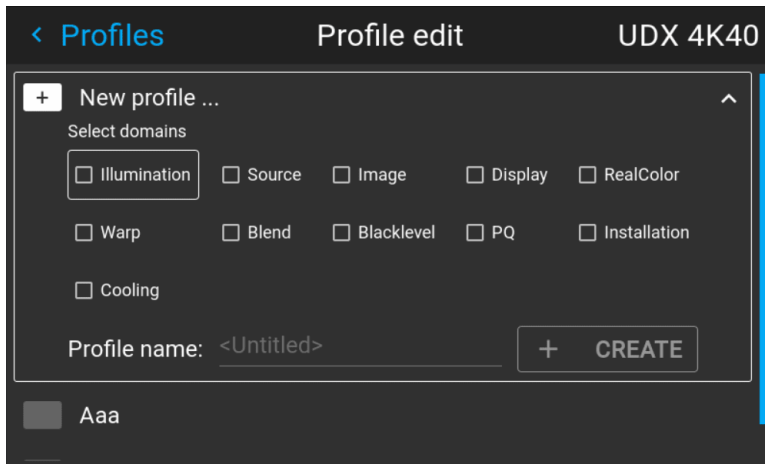 Profiles Profile edit UDX 4K40
+ New profile ...
Select domains
Illumination Source Image Display RealColor
Warp Blend Blacklevel PQ Installation
Cooling
Profile name: <Untitled> + CREATE
Aaa